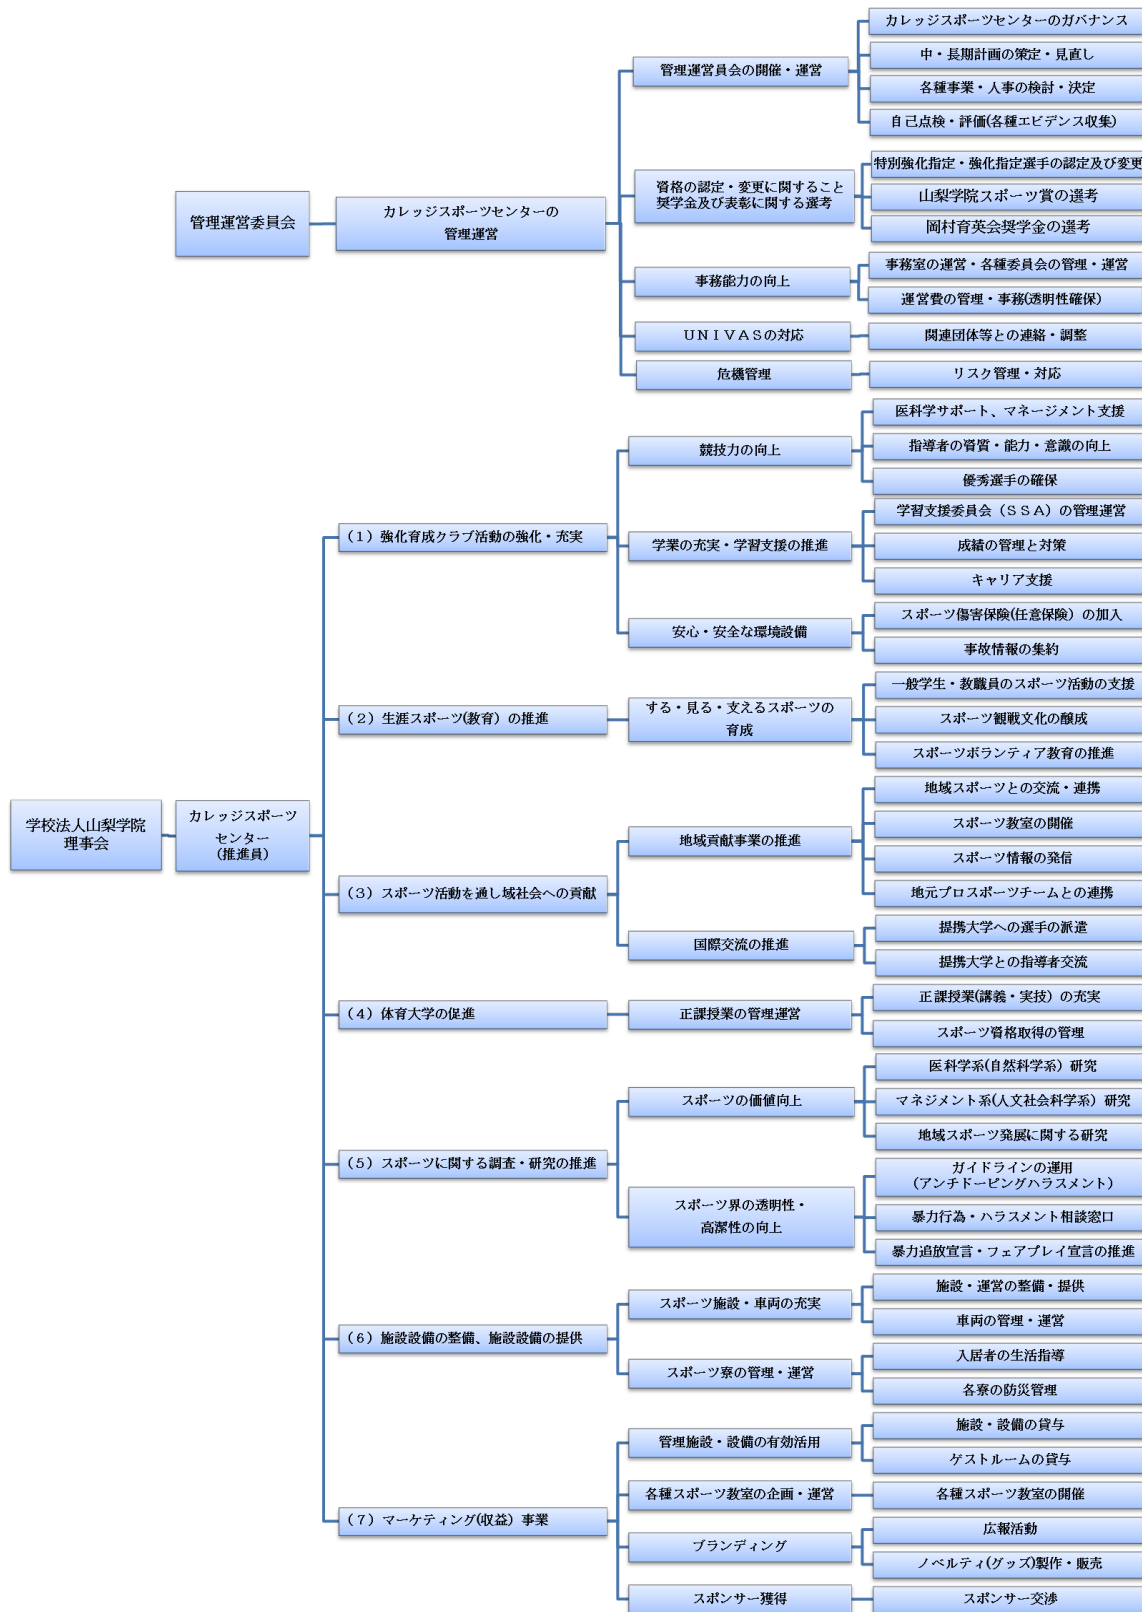 管理運営委員会
カレッジスポーツセンターの
管理運営
管理運営員会の開催・運営
カレッジスポーツセンターのガバナンス
中・長期計画の策定・見直し
各種事業・人事の検討・決定
自己点検・評価(各種エビデンス収集)
資格の認定・変更に関すること
奨学金及び表彰に関する選考
特別強化指定・強化指定選手の認定及び変更
山梨学院スポーツ賞の選考
岡村育英会奨学金の選考
事務能力の向上
事務室の運営・各種委員会の管理・運営
運営費の管理・事務(透明性確保)
UNIVASの対応
関連団体等との連絡・調整
危機管理
リスク管理・対応
学校法人山梨学院
理事会
カレッジスポーツ
センター
(推進員)
(1)強化育成クラブ活動の強化・充実
競技力の向上
医科学サポート、マネージメント支援
指導者の資質・能力・意識の向上
優秀選手の確保
学業の充実・学習支援の推進
学習支援委員会(SSA)の管理運営
成績の管理と対策
キャリア支援
安心・安全な環境設備
スポーツ傷害保険(任意保険)の加入
事故情報の集約
(2)生涯スポーツ(教育)の推進
する・見る・支えるスポーツの
育成
一般学生・教職員のスポーツ活動の支援
スポーツ観戦文化の醸成
スポーツボランティア教育の推進
(3)スポーツ活動を通し域社会への貢献
地域貢献事業の推進
地域スポーツとの交流・連携
スポーツ教室の開催
スポーツ情報の発信
地元プロスポーツチームとの連携
国際交流の推進
提携大学への選手の派遣
提携大学との指導者交流
(4)体育大学の促進
正課授業の管理運営
正課授業(講義・実技)の充実
スポーツ資格取得の管理
(5)スポーツに関する調査・研究の推進
スポーツの価値向上
医科学系(自然科学系)研究
マネジメント系(人文社会科学系)研究
地域スポーツ発展に関する研究
スポーツ界の透明性・
高潔性の向上
ガイドラインの運用
(アンチドーピングハラスメント)
暴力行為・ハラスメント相談窓口
暴力追放宣言・フェアプレイ宣言の推進
(6)施設設備の整備、施設設備の提供
スポーツ施設・車両の充実
施設・運営の整備・提供
車両の管理・運営
スポーツ寮の管理・運営
入居者の生活指導
各寮の防災管理
(7)マーケティング(収益)事業
管理施設・設備の有効活用
施設・設備の貸与
ゲストルームの貸与
各種スポーツ教室の企画・運営
各種スポーツ教室の開催
ブランディング
広報活動
ノベルティ(グッズ)製作・販売
スポンサー獲得
スポンサー交渉